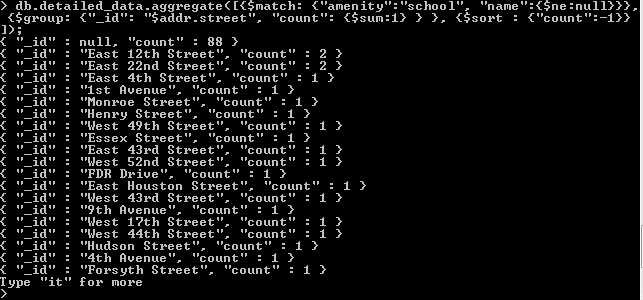 > db.detailed_data.aggregate([{$match: {"amenity":"school", "name":{$ne:null}}},
 {$group: {"_id": "$addr.street", "count": {$sum:1} } }, {$sort : {"count":-1}}
]);
{ "_id" : null, "count" : 88 }
{ "_id" : "East 12th Street", "count" : 2 }
{ "_id" : "East 22nd Street", "count" : 2 }
{ "_id" : "East 4th Street", "count" : 1 }
{ "_id" : "1st Avenue", "count" : 1 }
{ "_id" : "Monroe Street", "count" : 1 }
{ "_id" : "Henry Street", "count" : 1 }
{ "_id" : "West 49th Street", "count" : 1 }
{ "_id" : "Essex Street", "count" : 1 }
{ "_id" : "East 43rd Street", "count" : 1 }
{ "_id" : "West 52nd Street", "count" : 1 }
{ "_id" : "FDR Drive", "count" : 1 }
{ "_id" : "East Houston Street", "count" : 1 }
{ "_id" : "West 43rd Street", "count" : 1 }
{ "_id" : "9th Avenue", "count" : 1 }
{ "_id" : "West 17th Street", "count" : 1 }
{ "_id" : "West 44th Street", "count" : 1 }
{ "_id" : "Hudson Street", "count" : 1 }
{ "_id" : "4th Avenue", "count" : 1 }
{ "_id" : "Forsyth Street", "count" : 1 }
Type "it" for more
>